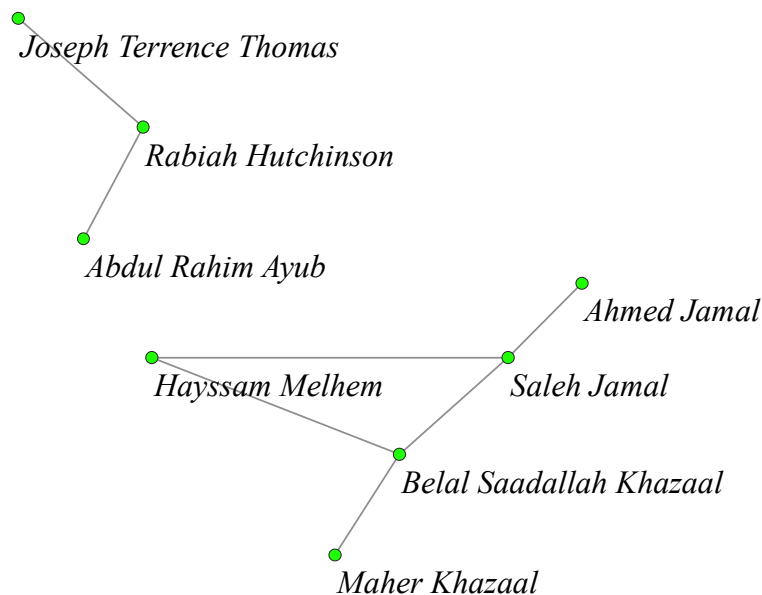 Joseph Terrence Thomas
Rabiah Hutchinson
Abdul Rahim Ayub
Ahmed Jamal
Hayssam Melhem
Saleh Jamal
Belal Saadallah Khazaal
Maher Khazaal